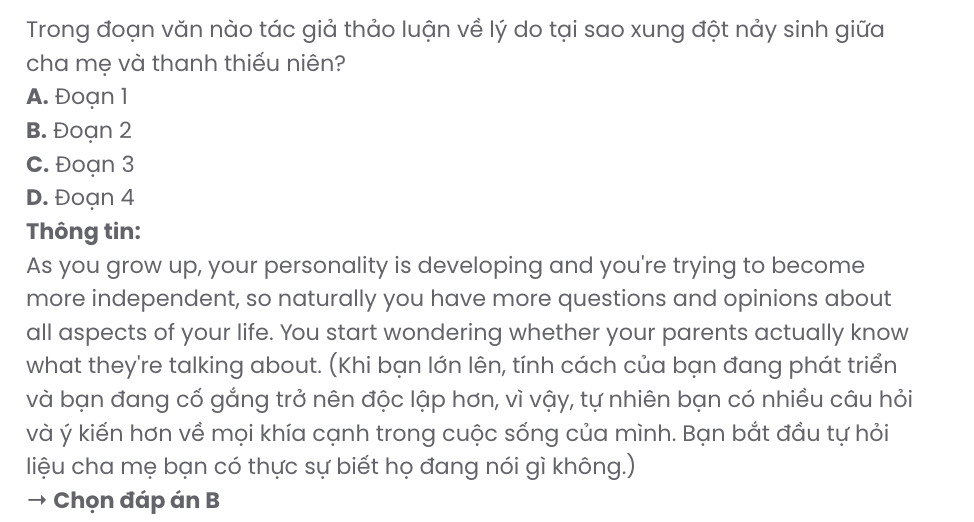 Trong đoạn văn nào tác giả thảo luận về lý do tại sao xung đột nảy sinh giữa
cha mẹ và thanh thiếu niên?
A. Đoạn 1
B. Đoạn 2
C. Đoạn 3
D. Đoạn 4
Thông tin:
As you grow up, your personality is developing and you're trying to become
more independent, so naturally you have more questions and opinions about
all aspects of your life. You start wondering whether your parents actually know
what they're talking about. (Khi bạn lớn lên, tính cách của bạn đang phát triển
và bạn đang cố gắng trở nên độc lập hơn, vì vậy, tự nhiên bạn có nhiều câu hỏi
và ý kiến hơn về mọi khía cạnh trong cuộc sống của mình. Bạn bắt đầu tự hỏi
liệu cha mẹ bạn có thực sự biết họ đang nói gì không.)
→ Chọn đáp án B